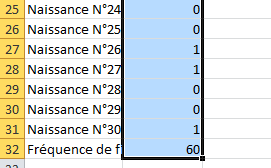 25 Naissance N°24 0
26 Naissance N°25 0
27 Naissance N°26 1
28 Naissance N°27 1
29 Naissance N°28 0
30 Naissance N°29 0
31 Naissance N°30 1
32 Fréquence de f 60